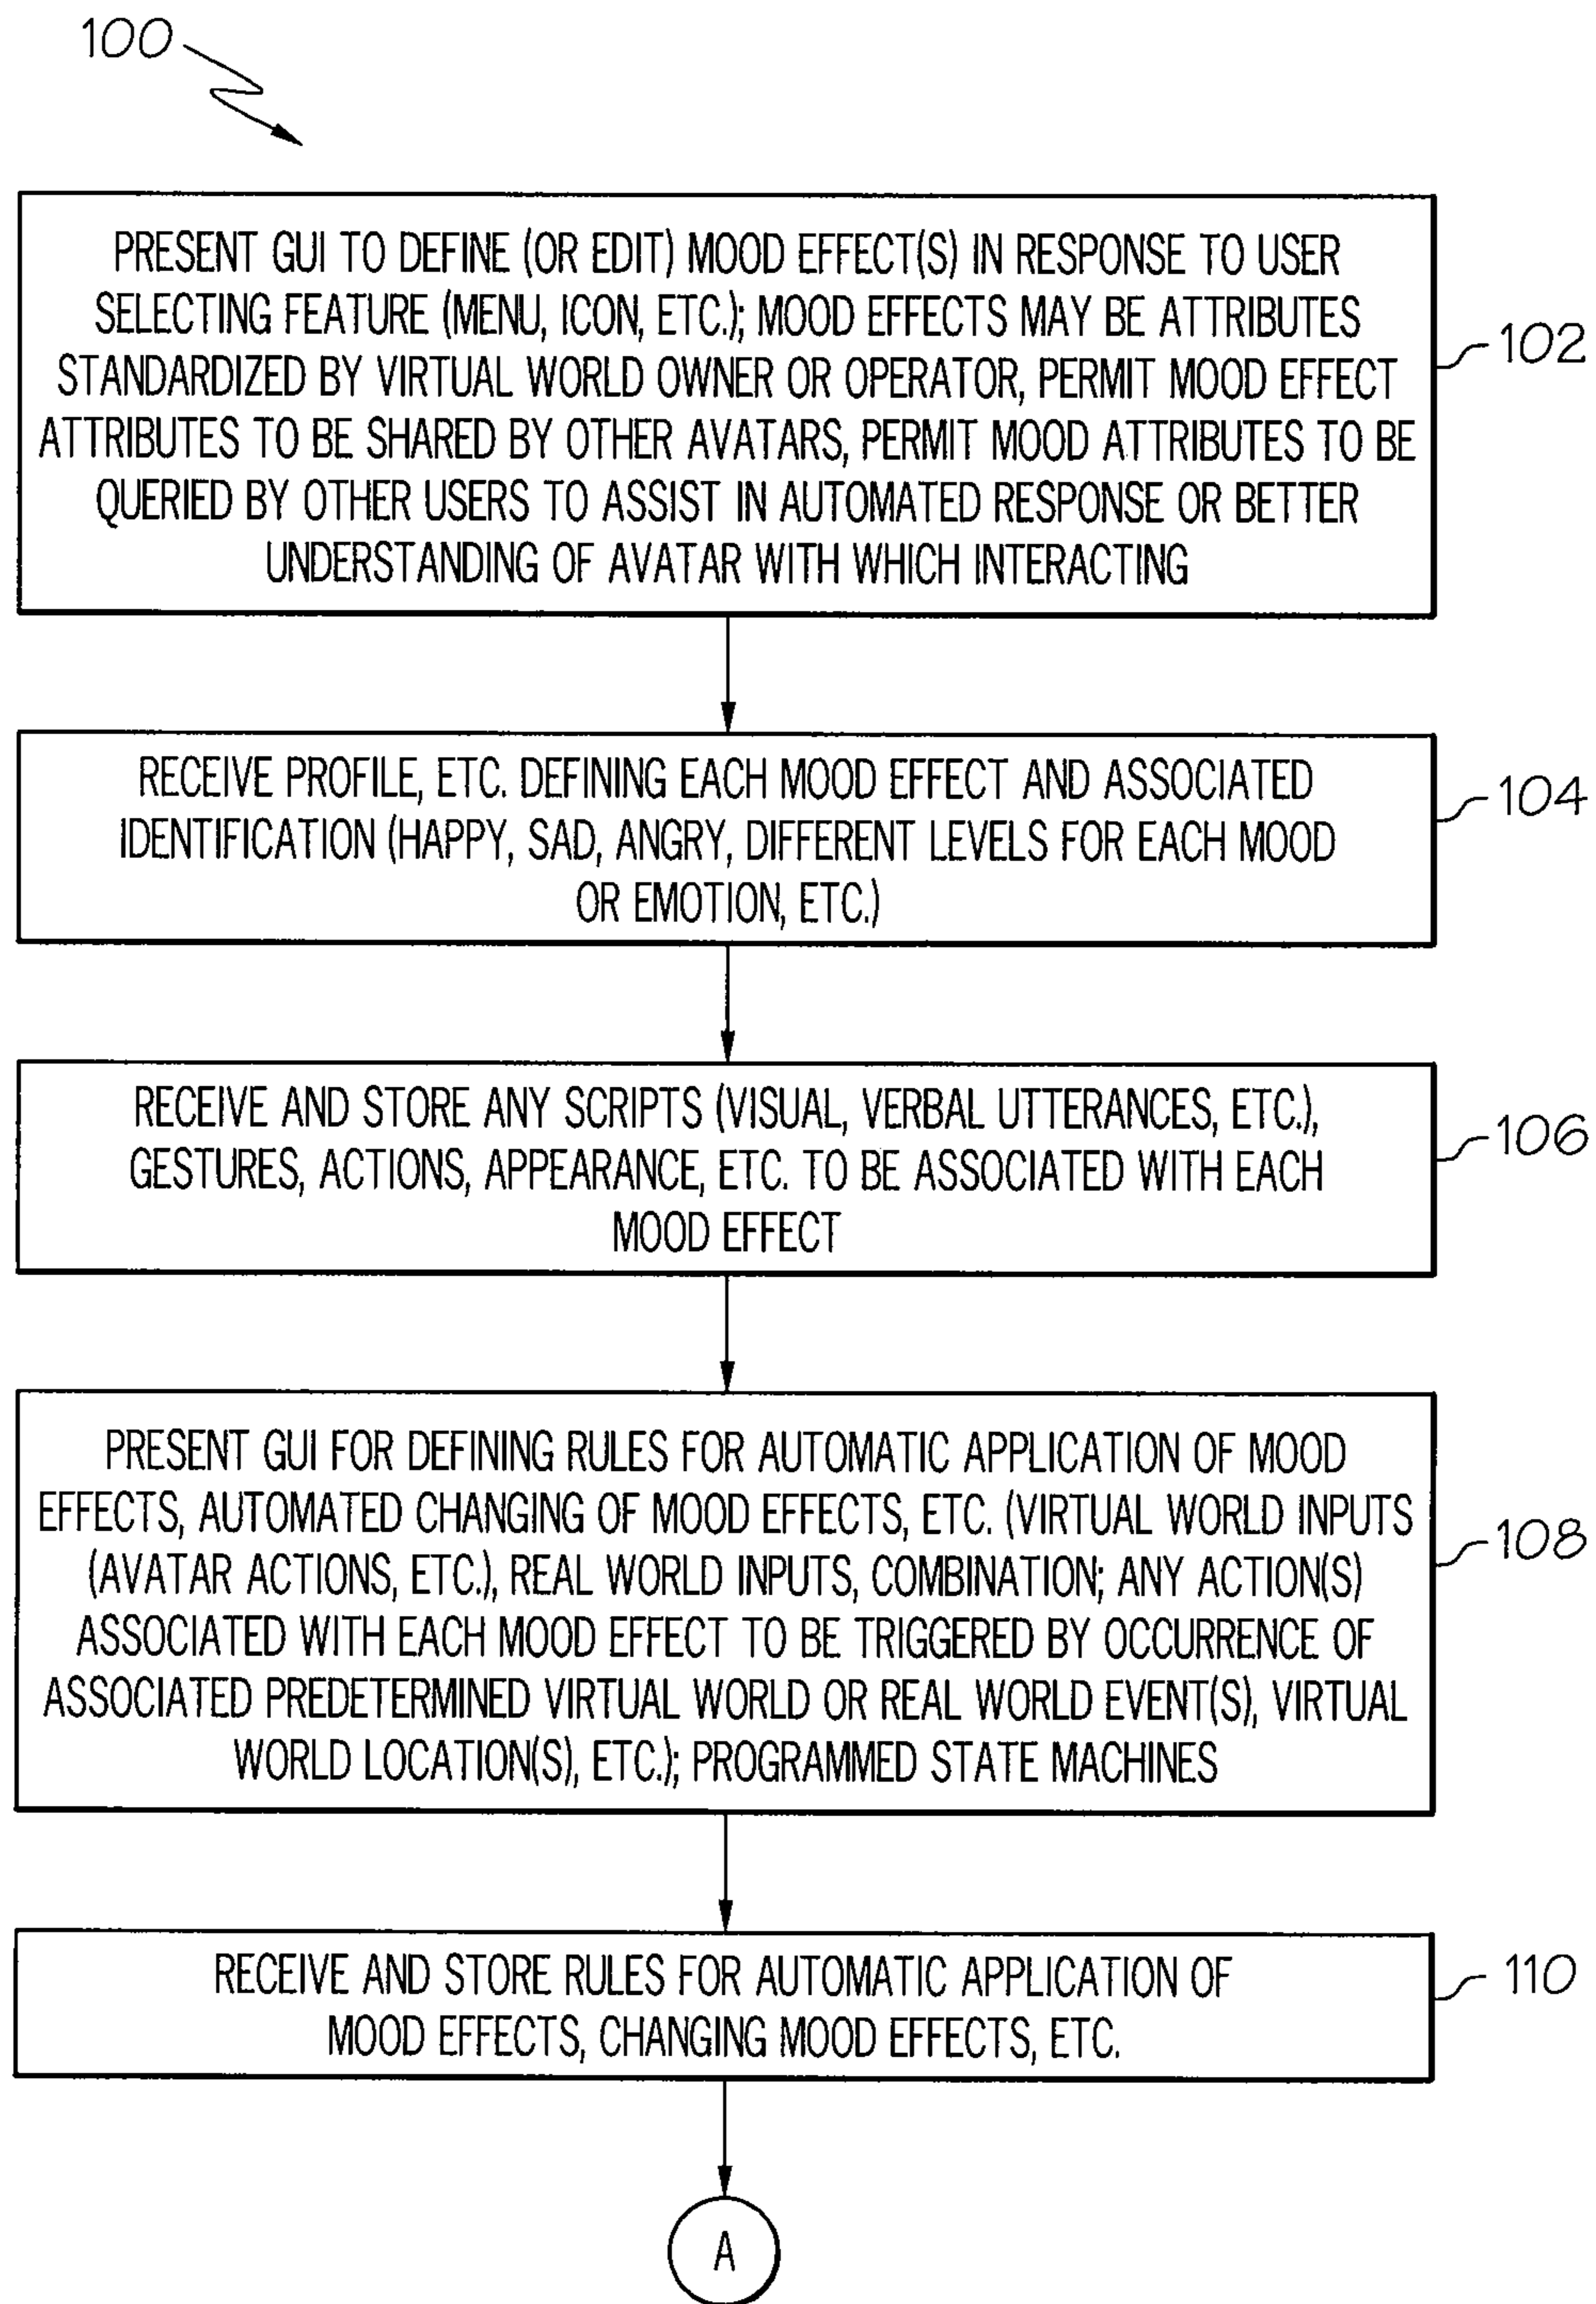 100
PRESENT GUI TO DEFINE (OR EDIT) MOOD EFFECT(S) IN RESPONSE TO USER
SELECTING FEATURE (MENU, ICON, ETC.); MOOD EFFECTS MAY BE ATTRIBUTES
STANDARDIZED BY VIRTUAL WORLD OWNER OR OPERATOR, PERMIT MOOD EFFECT
ATTRIBUTES TO BE SHARED BY OTHER AVATARS, PERMIT MOOD ATTRIBUTES TO BE
QUERIED BY OTHER USERS TO ASSIST IN AUTOMATED RESPONSE OR BETTER
UNDERSTANDING OF AVATAR WITH WHICH INTERACTING
102
RECEIVE PROFILE, ETC. DEFINING EACH MOOD EFFECT AND ASSOCIATED
IDENTIFICATION (HAPPY, SAD, ANGRY, DIFFERENT LEVELS FOR EACH MOOD
OR EMOTION, ETC.)
104
RECEIVE AND STORE ANY SCRIPTS (VISUAL, VERBAL UTTERANCES, ETC.),
GESTURES, ACTIONS, APPEARANCE, ETC. TO BE ASSOCIATED WITH EACH
MOOD EFFECT
106
PRESENT GUI FOR DEFINING RULES FOR AUTOMATIC APPLICATION OF MOOD
EFFECTS, AUTOMATED CHANGING OF MOOD EFFECTS, ETC. (VIRTUAL WORLD INPUTS
(AVATAR ACTIONS, ETC.), REAL WORLD INPUTS, COMBINATION; ANY ACTION(S)
ASSOCIATED WITH EACH MOOD EFFECT TO BE TRIGGERED BY OCCURRENCE OF
ASSOCIATED PREDETERMINED VIRTUAL WORLD OR REAL WORLD EVENT(S), VIRTUAL
WORLD LOCATION(S), ETC.); PROGRAMMED STATE MACHINES
108
RECEIVE AND STORE RULES FOR AUTOMATIC APPLICATION OF
MOOD EFFECTS, CHANGING MOOD EFFECTS, ETC.
110
A